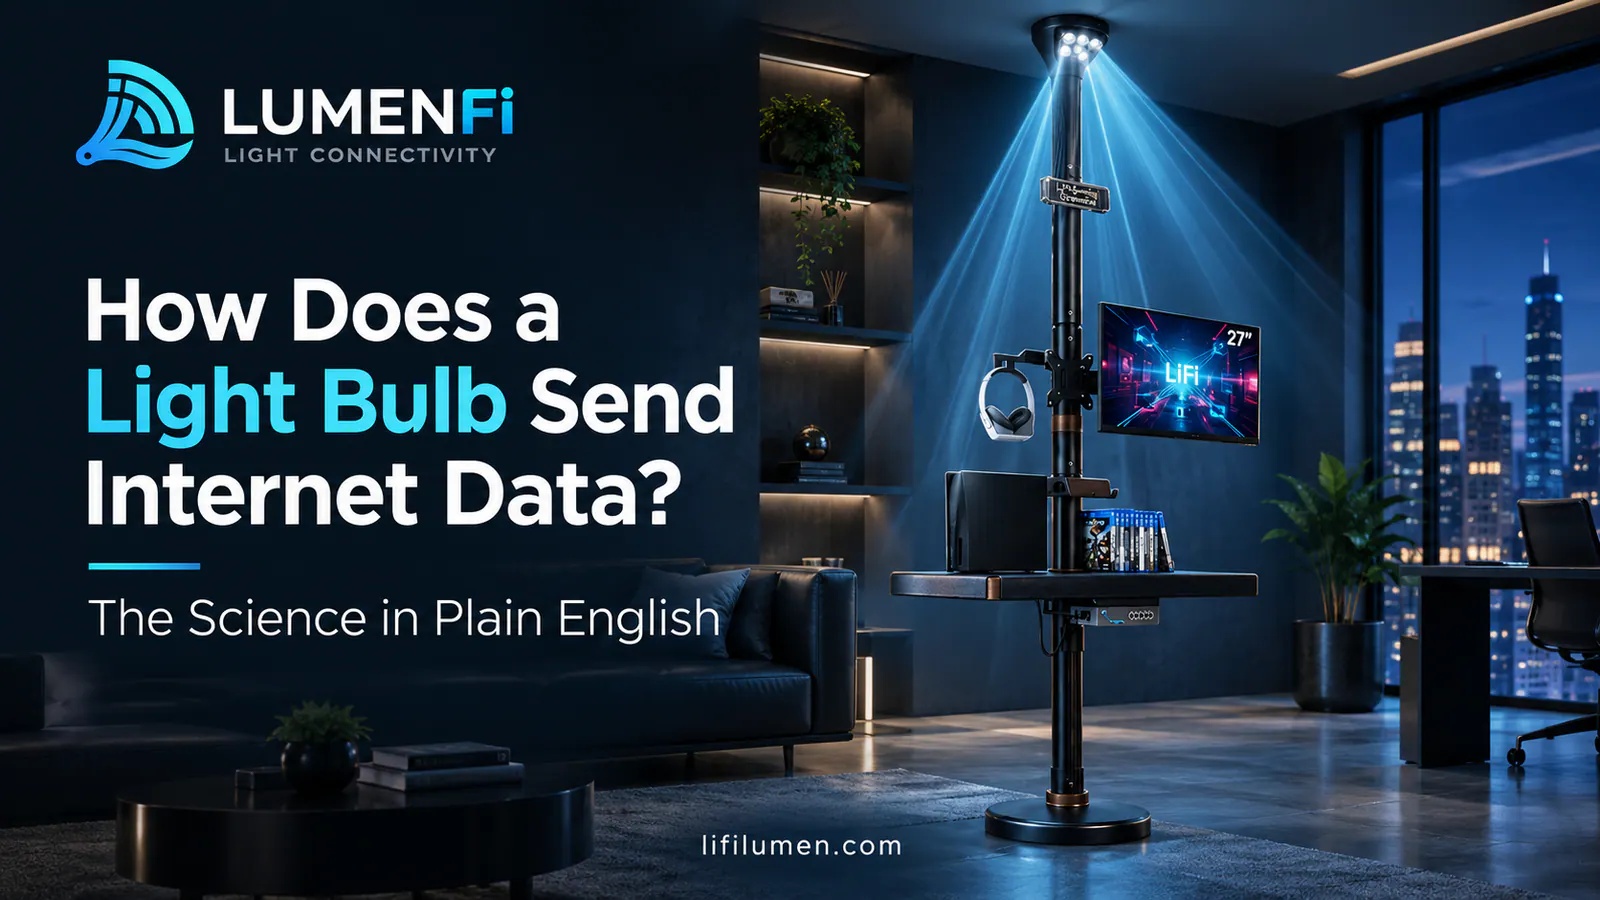 LUMENFi
LIGHT CONNECTIVITY
How Does a
Light Bulb Send
Internet Data?
The Science in Plain English
27"
LiFi
lifilumen.com